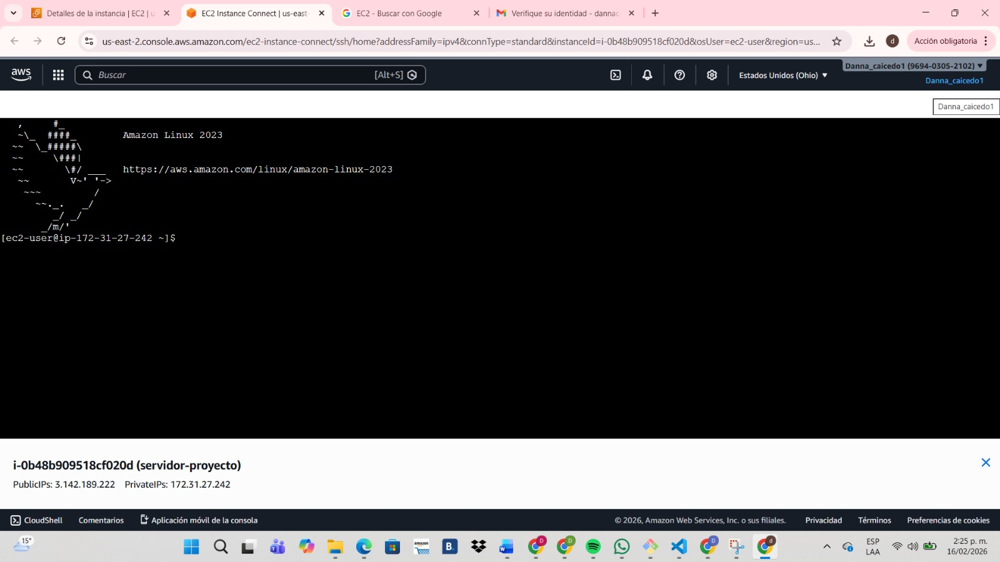 Detalles de la instancia | EC2 | u
EC2 Instance Connect | us-east-
EC2 - Buscar con Google
Verifique su identidad - dannac
us-east-2.console.aws.amazon.com/ec2-instance-connect/ssh/home?addressFamily=ipv4&connType=standard&instanceId=i-0b48b909518cf020d&osUser=ec2-user&region=us...
d
Acción obligatoria
aws
Buscar
[Alt+S]
Estados Unidos (Ohio)
Danna_caicedo1 (9694-0305-2102)
Danna_caicedo1
Danna_caicedo1
   ,     #_
   ~\_  ####_        Amazon Linux 2023
  ~~  \_#####\
  ~~     \###|
  ~~       \#/ ___   https://aws.amazon.com/linux/amazon-linux-2023
   ~~       V~' '->
    ~~~         /
      ~~._.   _/
         _/ _/
       _/m/'
[ec2-user@ip-172-31-27-242 ~]$
i-0b48b909518cf020d (servidor-proyecto)
PublicIPs: 3.142.189.222 PrivateIPs: 172.31.27.242
CloudShell
Comentarios
Aplicación móvil de la consola
© 2026, Amazon Web Services, Inc. o sus filiales.
Privacidad
Términos
Preferencias de cookies
15°
amazon
B.
D
D
D
d
ESP
LAA
2:25 p. m.
16/02/2026